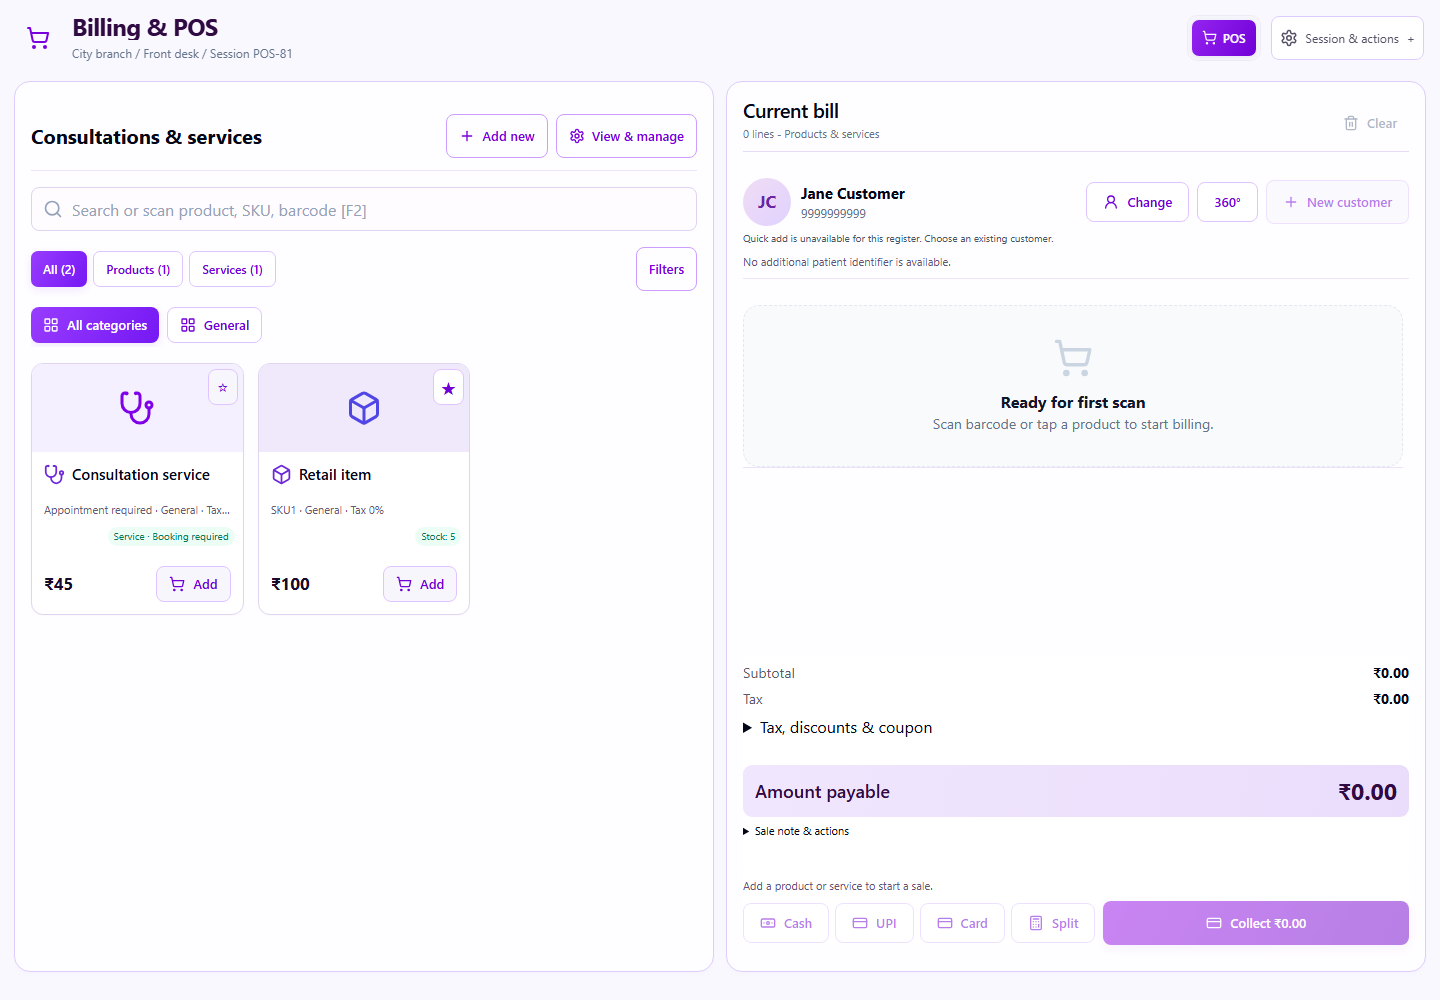 Billing & POS
City branch / Front desk / Session POS-81
POS
Session & actions +
Consultations & services
Add new
View & manage
Search or scan product, SKU, barcode [F2]
All (2)
Products (1)
Services (1)
Filters
All categories
General
☆
Consultation service
Appointment required · General · Tax...
Service · Booking required
₹45
Add
★
Retail item
SKU1 · General · Tax 0%
Stock: 5
₹100
Add
Current bill
0 lines - Products & services
Clear
JC
Jane Customer
9999999999
Change
360°
New customer
Quick add is unavailable for this register. Choose an existing customer.
No additional patient identifier is available.
Ready for first scan
Scan barcode or tap a product to start billing.
Subtotal ₹0.00
Tax ₹0.00
Tax, discounts & coupon
Amount payable ₹0.00
Sale note & actions
Add a product or service to start a sale.
Cash
UPI
Card
Split
Collect ₹0.00